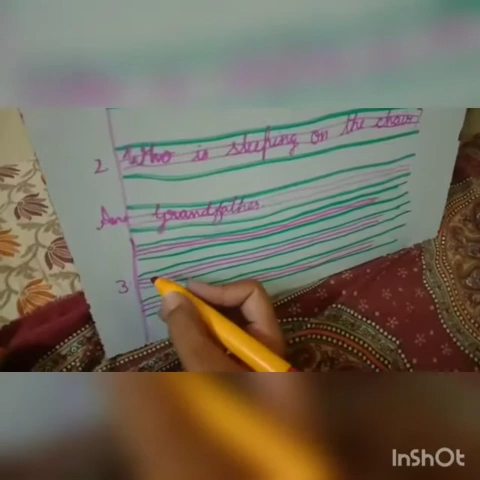 2 Who is sleeping on the chair?
Ans Grandfather.
3.
InShOt